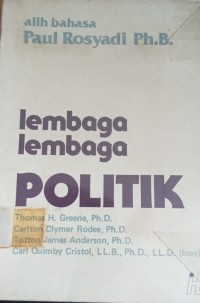 alih bahasa
Paul Rosyadi Ph.B.
lembaga
lembaga
POLITIK
Thomas H. Greene, Ph.D.
Carlton Clymer Rodee, Ph.D.
Totton James Anderson, Ph.D.
Carl Quimby Cristol, LL.B., Ph.D., LL.D. (hon)